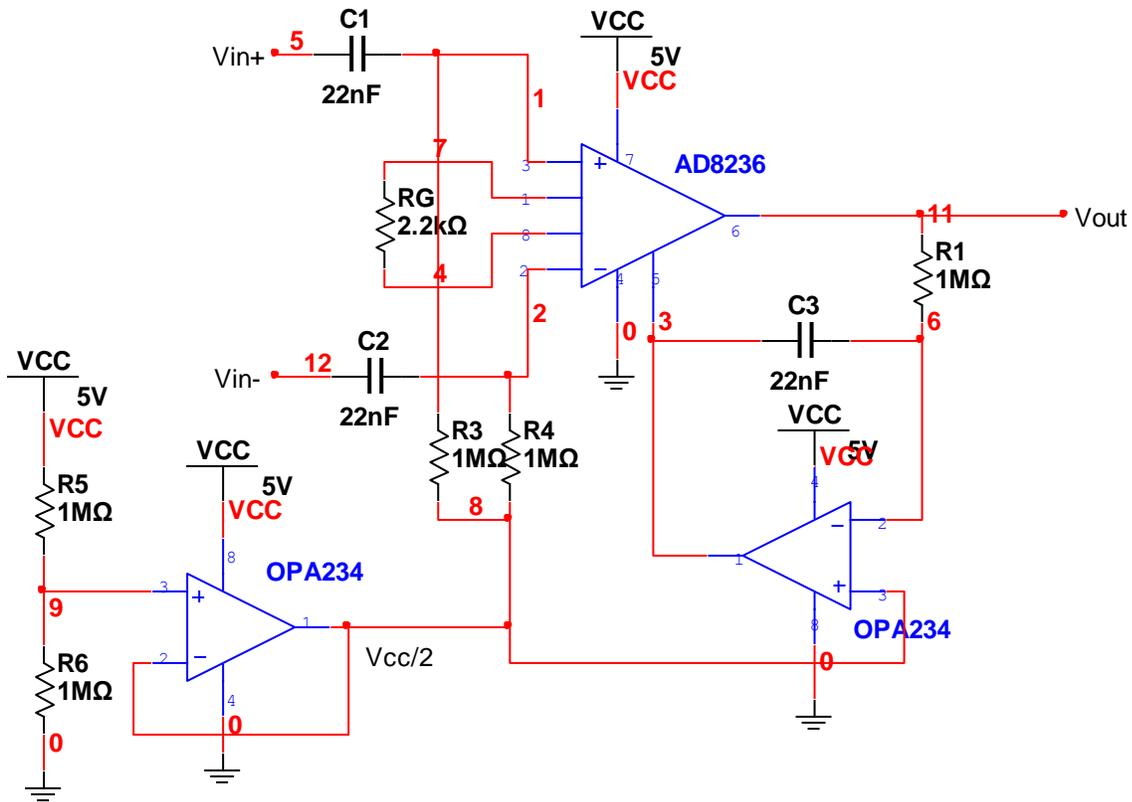 C1
VCC
Vin+
5
5V
VCC
22nF
1
7
3
+
7
AD8236
RG
2.2kΩ
1
8
6
11
Vout
R1
1MΩ
4
2
−
4
5
2
0
3
C3
6
C2
12
Vin-
22nF
22nF
VCC
5V
VCC
VCC
5V
VCC
R3
1MΩ
R4
1MΩ
VCC
5V
VCC
4
R5
1MΩ
8
−
2
8
OPA234
1
+
3
3
+
9
1
8
OPA234
Vcc/2
2
−
0
R6
1MΩ
4
0
0